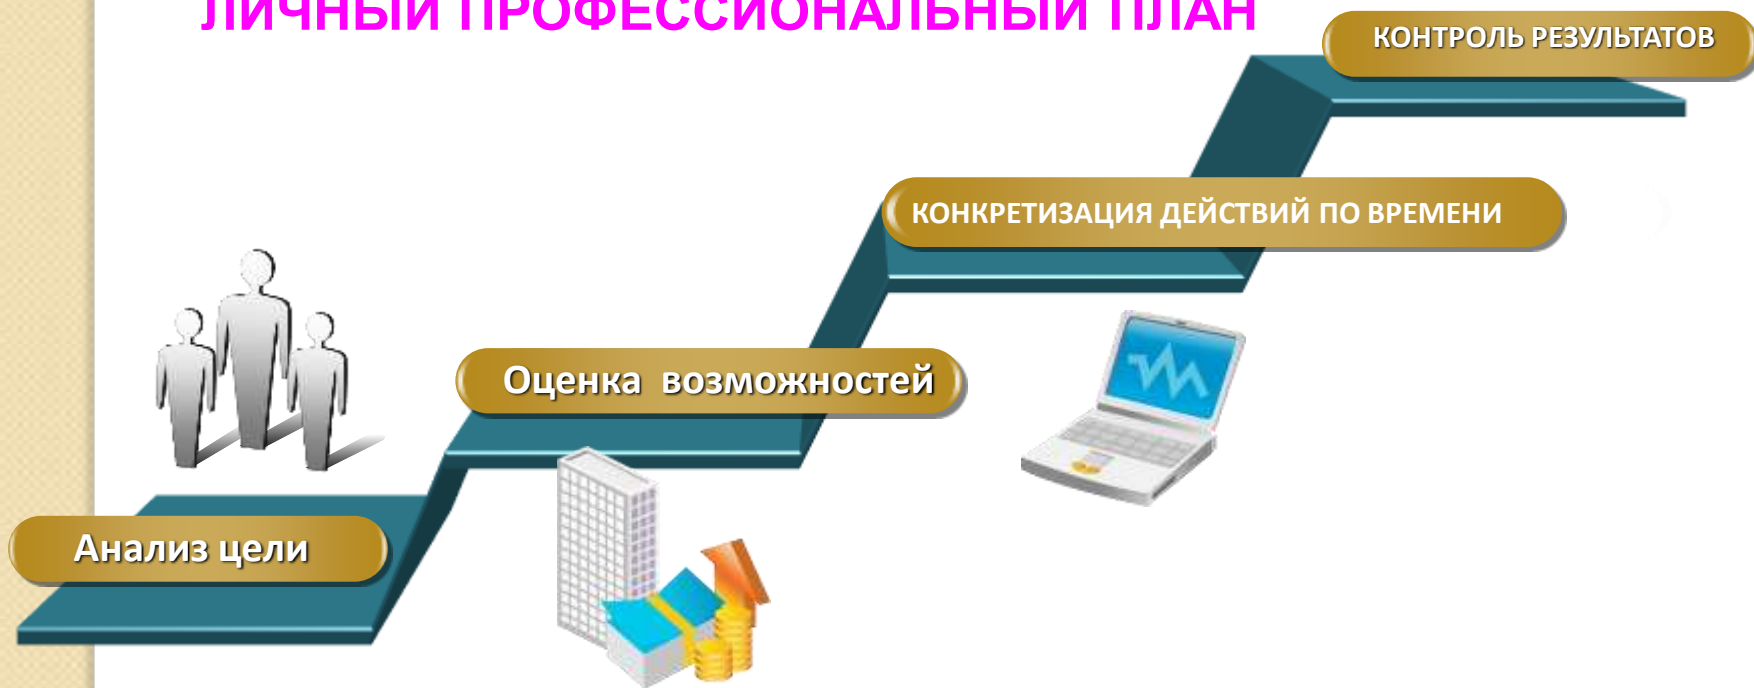 ЛИЧНЫЙ ПРОФЕССИОНАЛЬНЫЙ ПЛАН
КОНТРОЛЬ РЕЗУЛЬТАТОВ
КОНКРЕТИЗАЦИЯ ДЕЙСТВИЙ ПО ВРЕМЕНИ
Оценка возможностей
Анализ цели